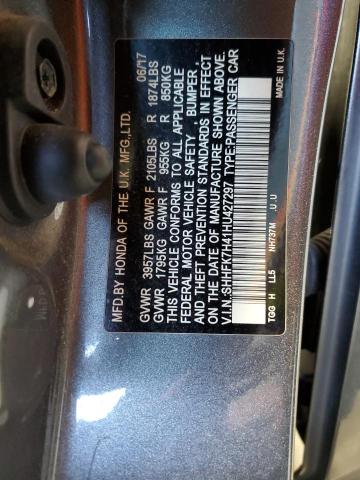 MFD.BY HONDA OF THE U.K. MFG.,LTD. 06/17
GVWR 3957LBS GAWR F 2105LBS R 1874LBS
GVWR 1795KG GAWR F 955KG R 850KG
THIS VEHICLE CONFORMS TO ALL APPLICABLE
FEDERAL MOTOR VEHICLE SAFETY, BUMPER,
AND THEFT PREVENTION STANDARDS IN EFFECT
ON THE DATE OF MANUFACTURE SHOWN ABOVE.
V.I.N.:SHHFK7H41HU427297 TYPE:PASSENGER CAR
TGG H LL5 NH737M U U
MADE IN U.K.